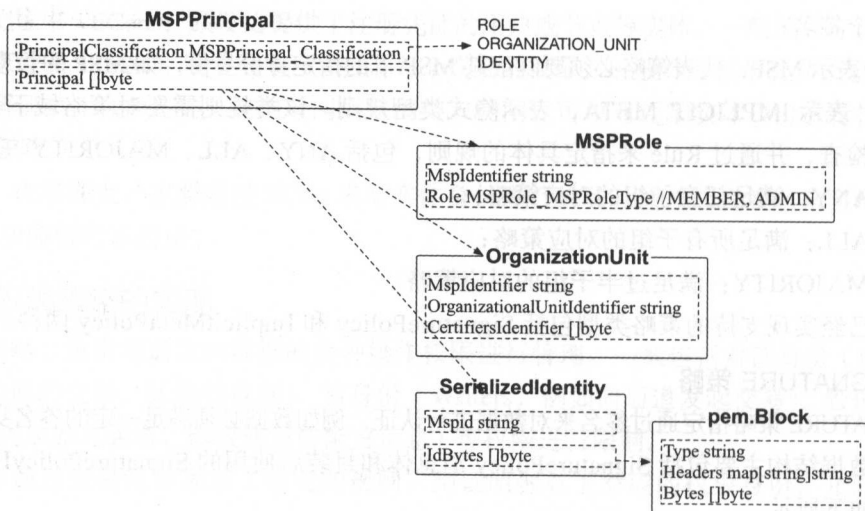 MSPPrincipal
PrincipalClassification MSPPrincipal_Classification
Principal []byte
ROLE
ORGANIZATION_UNIT
IDENTITY
MSPRole
MspIdentifier string
Role MSPRole_MSPRoleType //MEMBER, ADMIN
OrganizationUnit
MspIdentifier string
OrganizationalUnitIdentifier string
CertifiersIdentifier []byte
SerializedIdentity
Mspid string
IdBytes []byte
pem.Block
Type string
Headers map[string]string
Bytes []byte